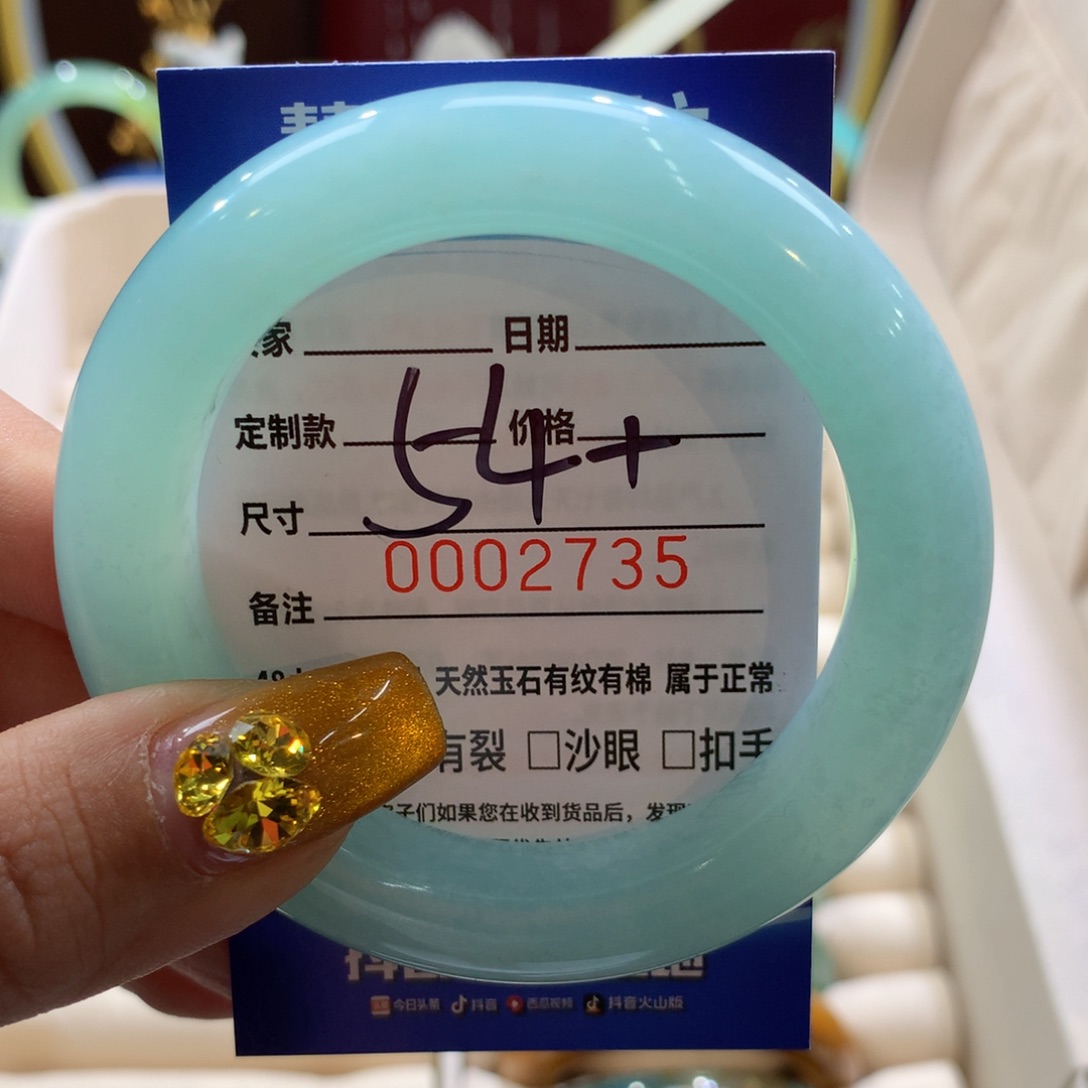 家 日期
定制款 价格
54+
尺寸
0002735
备注
天然玉石有纹有棉 属于正常
有裂 □沙眼 □扣毛
子们如果您在收到货品后，发现
今日头条 抖音 西瓜视频 抖音火山版